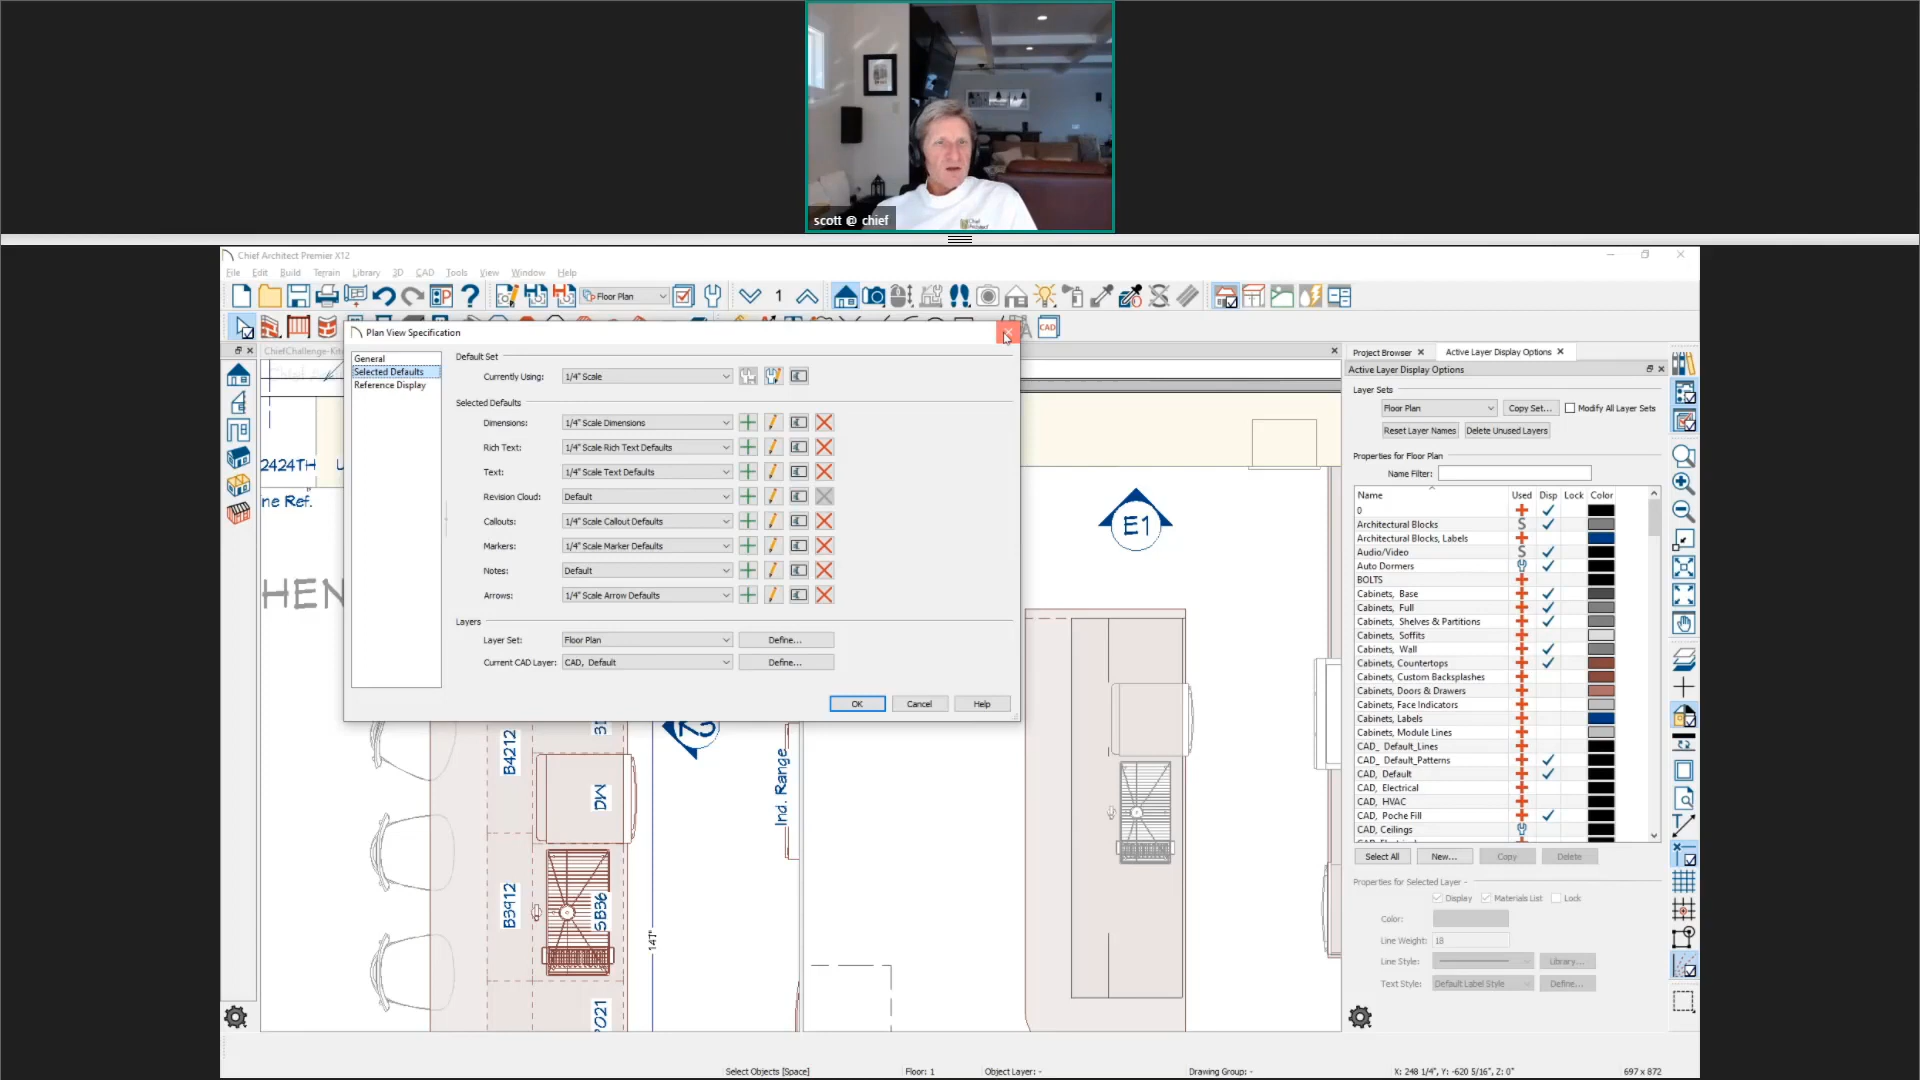 scott @ chief
Chief Architect Premier X12
File Edit Build Terrain Library 3D CAD Tools View Window Help
Floor Plan
1
CAD
Plan View Specification
General
Selected Defaults
Reference Display
Default Set
Currently Using: 1/4" Scale
Selected Defaults
Dimensions: 1/4" Scale Dimensions
Rich Text: 1/4" Scale Rich Text Defaults
Text: 1/4" Scale Text Defaults
Revision Cloud: Default
Callouts: 1/4" Scale Callout Defaults
Markers: 1/4" Scale Marker Defaults
Notes: Default
Arrows: 1/4" Scale Arrow Defaults
Layers
Layer Set: Floor Plan Define...
Current CAD Layer: CAD, Default Define...
OK Cancel Help
2424TH
ne Ref.
HEN
E1
B4212
DW
Ind. Range
B3912
SB36
141"
Project Browser
Active Layer Display Options
Active Layer Display Options
Layer Sets
Floor Plan Copy Set... Modify All Layer Sets
Reset Layer Names Delete Unused Layers
Properties for Floor Plan
Name Filter:
Name Used Disp Lock Color
0
Architectural Blocks S
Architectural Blocks, Labels
Audio/Video S
Auto Dormers
BOLTS
Cabinets, Base
Cabinets, Full
Cabinets, Shelves & Partitions
Cabinets, Soffits
Cabinets, Wall
Cabinets, Countertops
Cabinets, Custom Backsplashes
Cabinets, Doors & Drawers
Cabinets, Face Indicators
Cabinets, Labels
Cabinets, Module Lines
CAD_ Default_Lines
CAD_ Default_Patterns
CAD, Default
CAD, Electrical
CAD, HVAC
CAD, Poche Fill
CAD, Ceilings
Select All New... Copy Delete
Properties for Selected Layer -
Display Materials List Lock
Color:
Line Weight: 18
Line Style: Library...
Text Style: Default Label Style Define...
Select Objects [Space] Floor: 1 Object Layer: - Drawing Group: - X: 248 1/4", Y: -620 5/16", Z: 0" 697 x 872